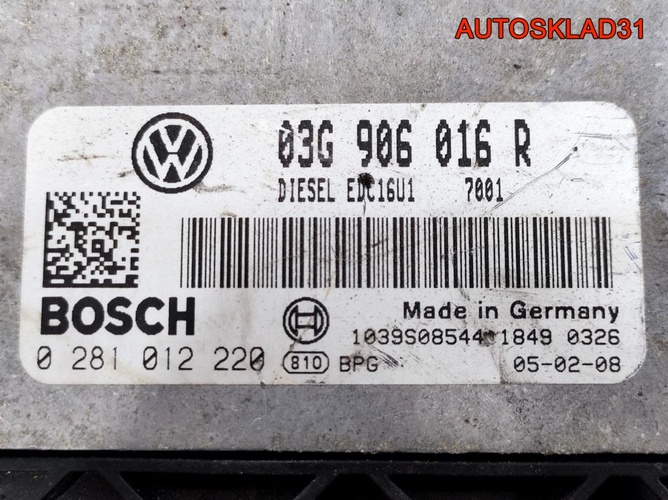 AUTOSKLAD31
03G 906 016 R
DIESEL EDC16U1 7001
BOSCH
Made in Germany
1039S08544 1849 0326
0 281 012 220 810 BPG 05-02-08